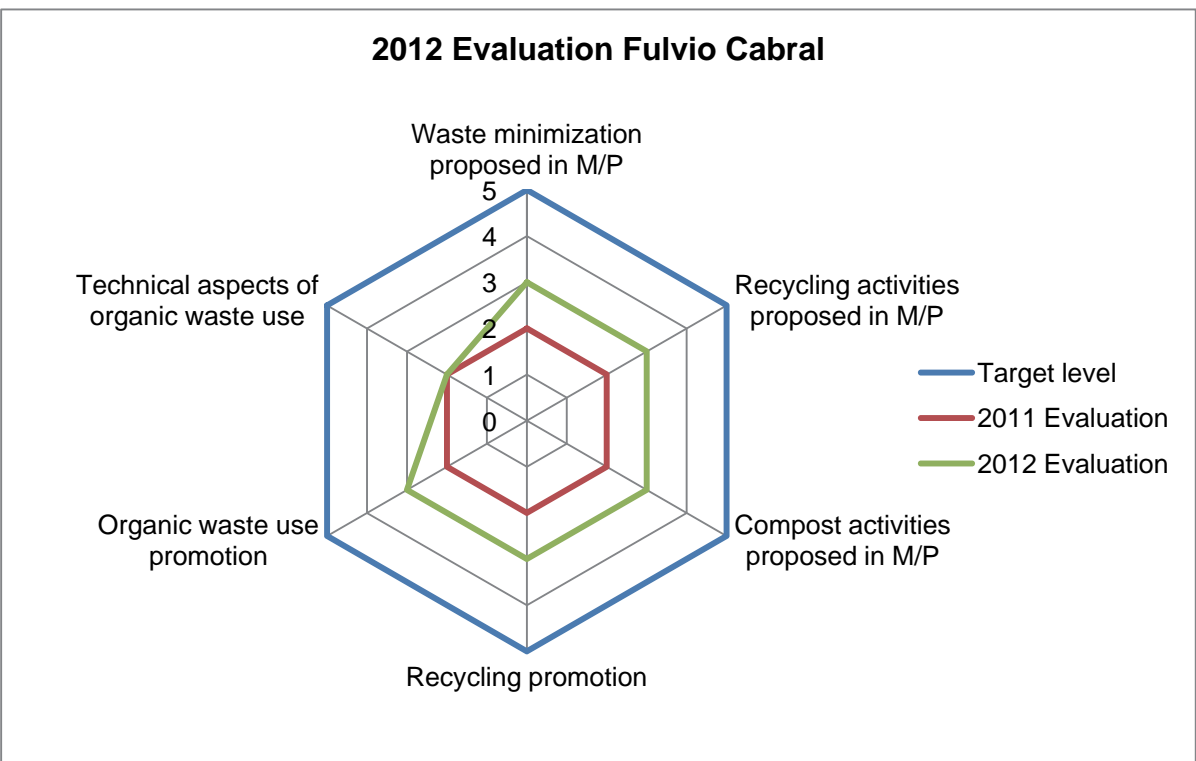 2012 Evaluation Fulvio Cabral
Waste minimization
proposed in M/P
5
4
3
2
1
0
Recycling activities
proposed in M/P
Compost activities
proposed in M/P
Recycling promotion
Organic waste use
promotion
Technical aspects of
organic waste use
Target level
2011 Evaluation
2012 Evaluation